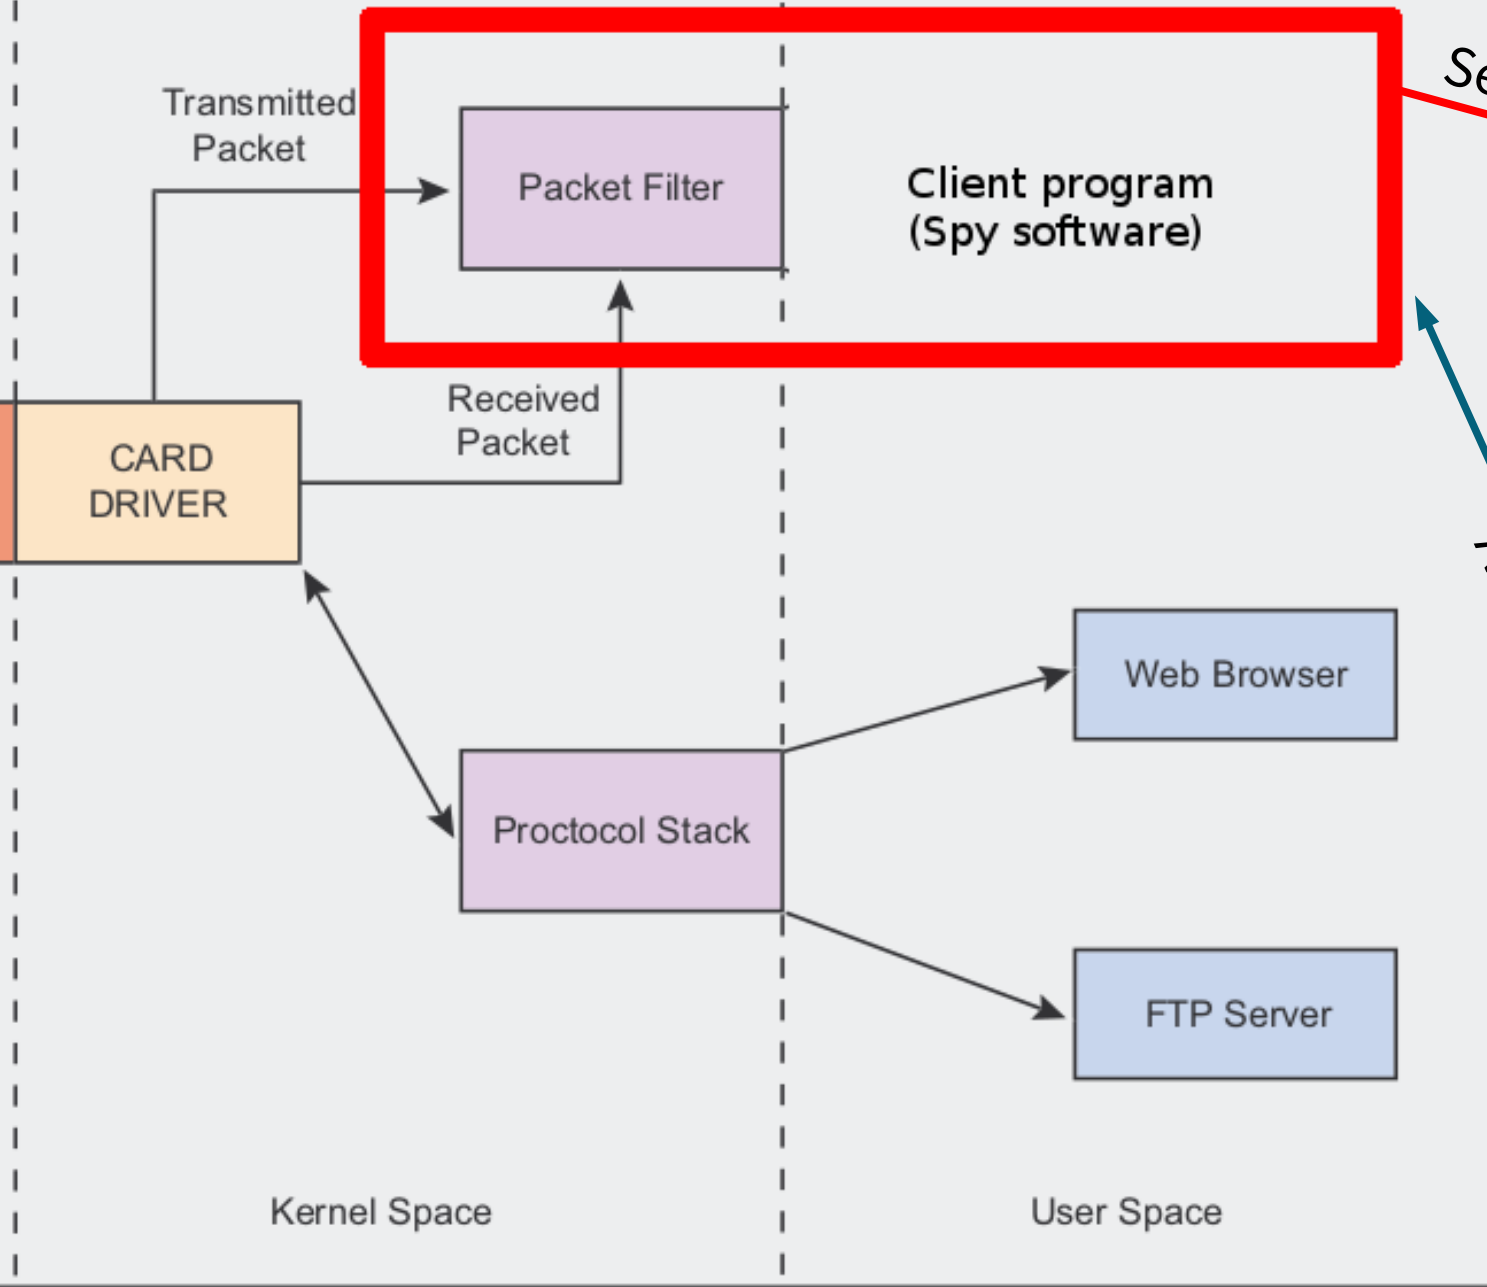 Transmitted
Packet
Packet Filter
Client program
(Spy software)
Received
Packet
CARD
DRIVER
Web Browser
Proctocol Stack
FTP Server
Kernel Space
User Space